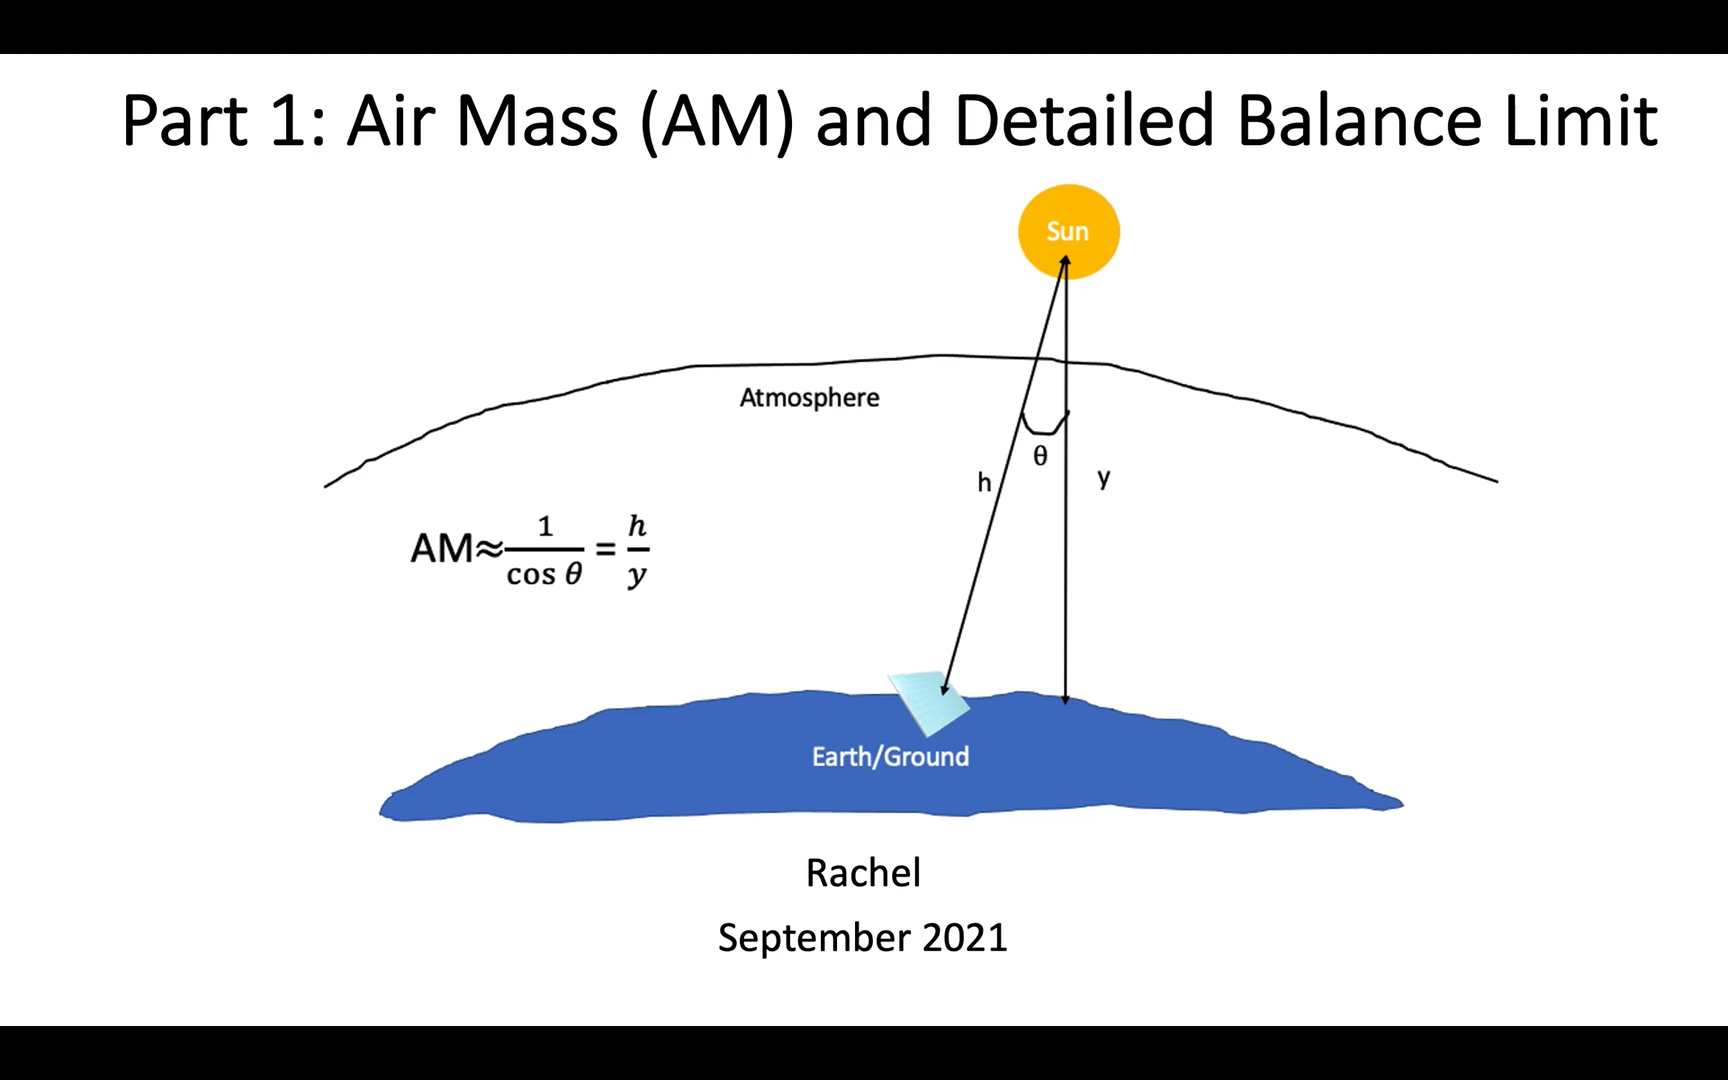 Part 1: Air Mass (AM) and Detailed Balance Limit
Sun
Atmosphere
θ
h
y
AM≈1/cos θ = h/y
Earth/Ground
Rachel
September 2021